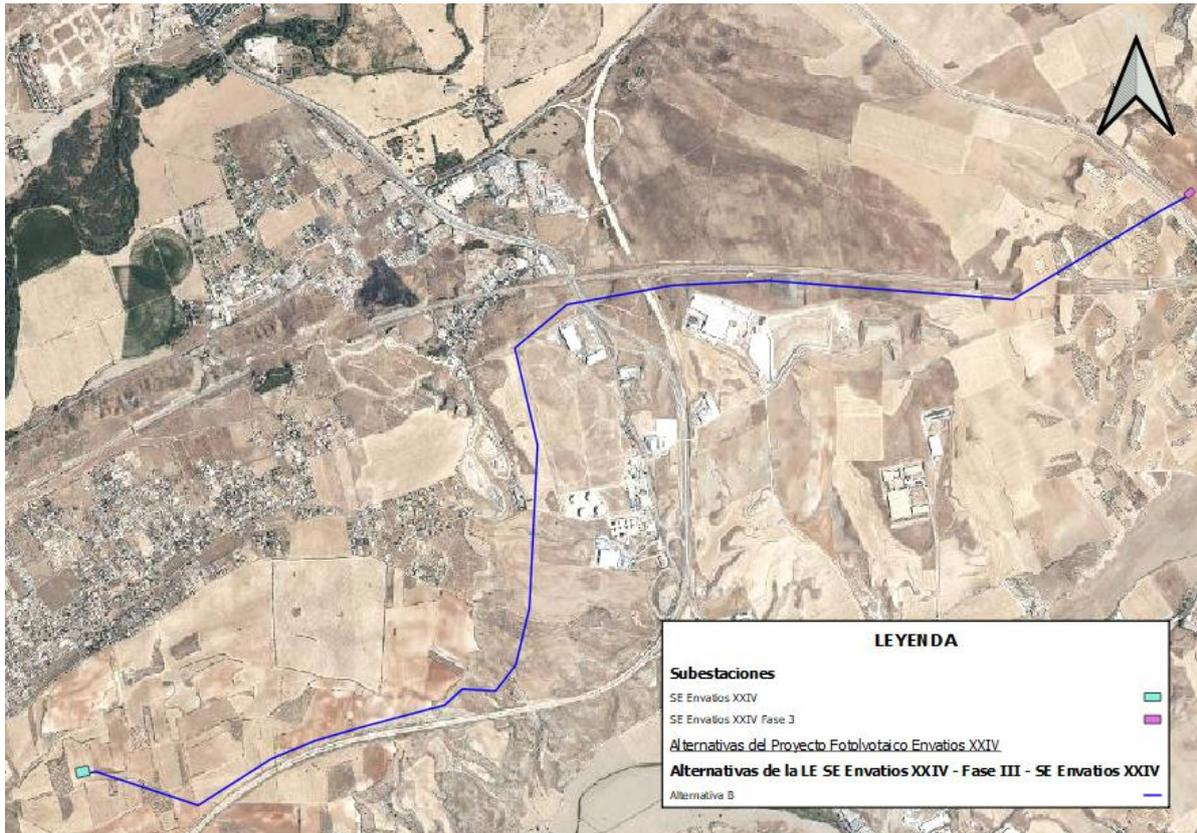 LEYENDA
Subestaciones
SE Envatios XXIV
SE Envatios XXIV Fase 3
Alternativas del Proyecto Fotolvotaico Envatios XXIV
Alternativas de la LE SE Envatios XXIV - Fase III - SE Envatios XXIV
Alternativa B